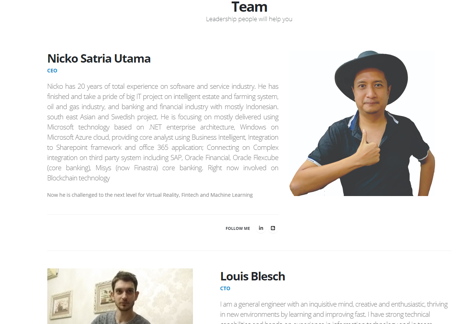 Team
Leadership people will help you
Nicko Satria Utama
CEO
Nicko has 20 years of total experience on software and service industry. He has
finished and take a pride of big IT project on intelligent estate and farming system,
oil and gas industry, and banking and financial industry with mostly Indonesian,
south east Asian and Swedish project. He is focusing on mostly delivered using
Microsoft technology based on .NET enterprise architecture, Windows on
Microsoft Azure cloud, providing core analyst using Business Intelligent, Integration
to Sharepoint framework and office 365 application; Connecting on Complex
integration on third party system including SAP, Oracle Financial, Oracle Flexcube
(core banking), Misys (now Finastra) core banking. Right now involved on
Blockchain technology
Now he is challenged to the next level for Virtual Reality, Fintech and Machine Learning
FOLLOW ME in
Louis Blesch
CTO
I am a general engineer with an inquisitive mind, creative and enthusiastic, thriving
in new environments by learning and improving fast. I have strong technical